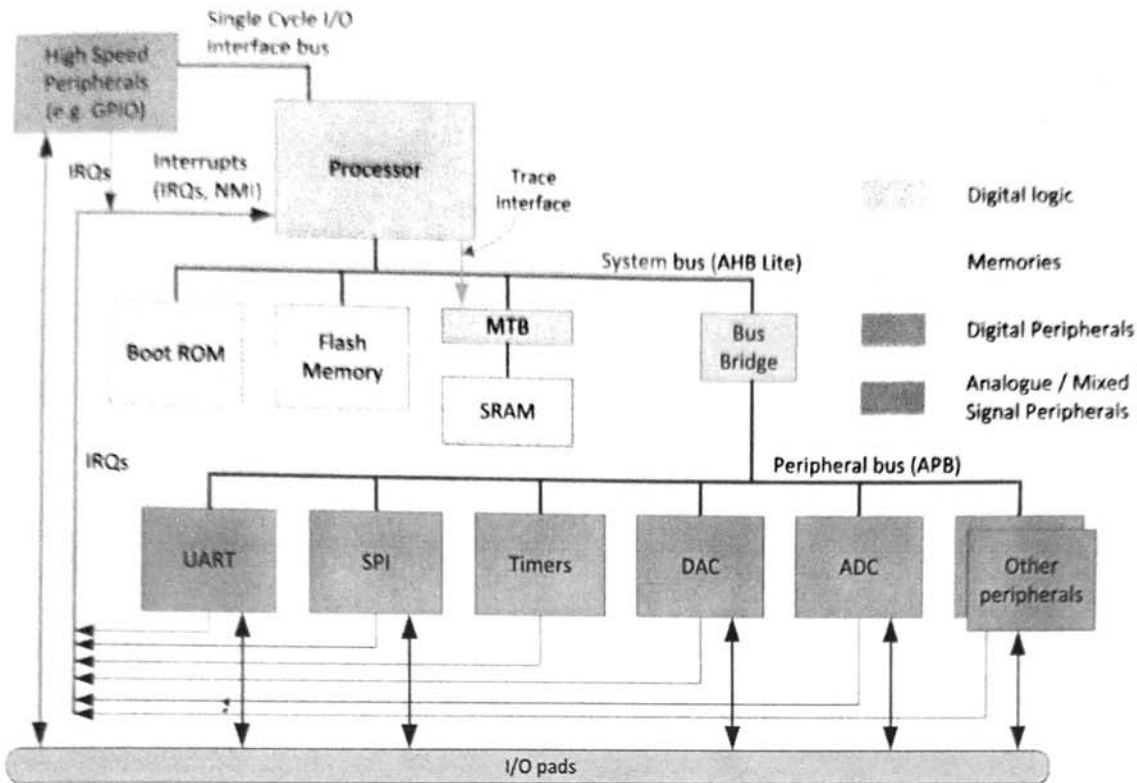 Single Cycle I/O
interface bus
High Speed
Peripherals
(e.g. GPIO)
IRQs
Interrupts
(IRQs, NMI)
Processor
Trace
Interface
Digital logic
System bus (AHB Lite)
Memories
Boot ROM
Flash
Memory
MTB
SRAM
Bus
Bridge
Digital Peripherals
Analogue / Mixed
Signal Peripherals
IRQs
Peripheral bus (APB)
UART
SPI
Timers
DAC
ADC
Other
peripherals
I/O pads